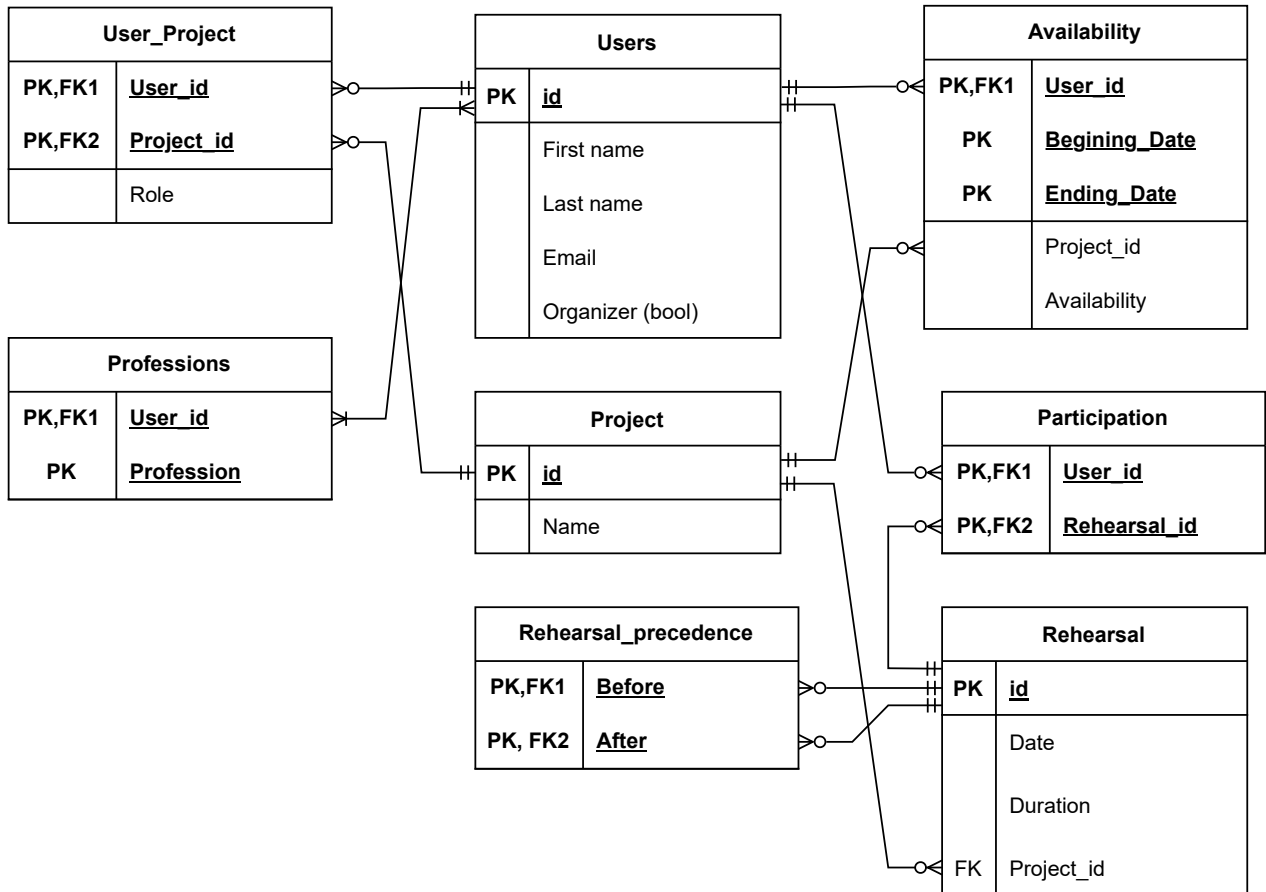 User_Project
PK,FK1 User_id
PK,FK2 Project_id
Role
Users
PK id
First name
Last name
Email
Organizer (bool)
Availability
PK,FK1 User_id
PK Begining_Date
PK Ending_Date
Project_id
Availability
Professions
PK,FK1 User_id
PK Profession
Project
PK id
Name
Participation
PK,FK1 User_id
PK,FK2 Rehearsal_id
Rehearsal_precedence
PK,FK1 Before
PK, FK2 After
Rehearsal
PK id
Date
Duration
FK Project_id